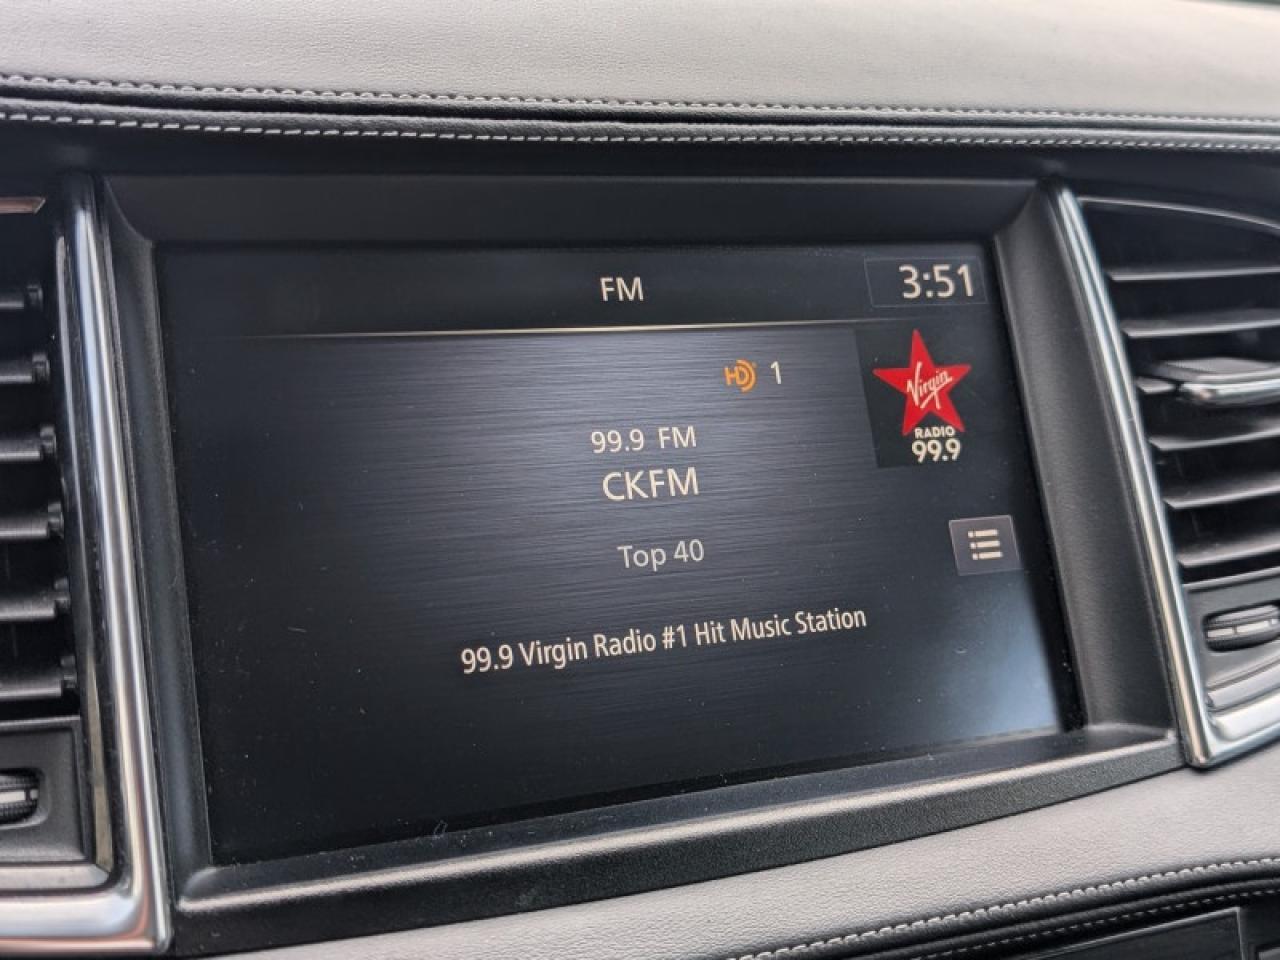 FM
3:51
HD 1
Virgin
RADIO
99.9
99.9 FM
CKFM
Top 40
99.9 Virgin Radio #1 Hit Music Station